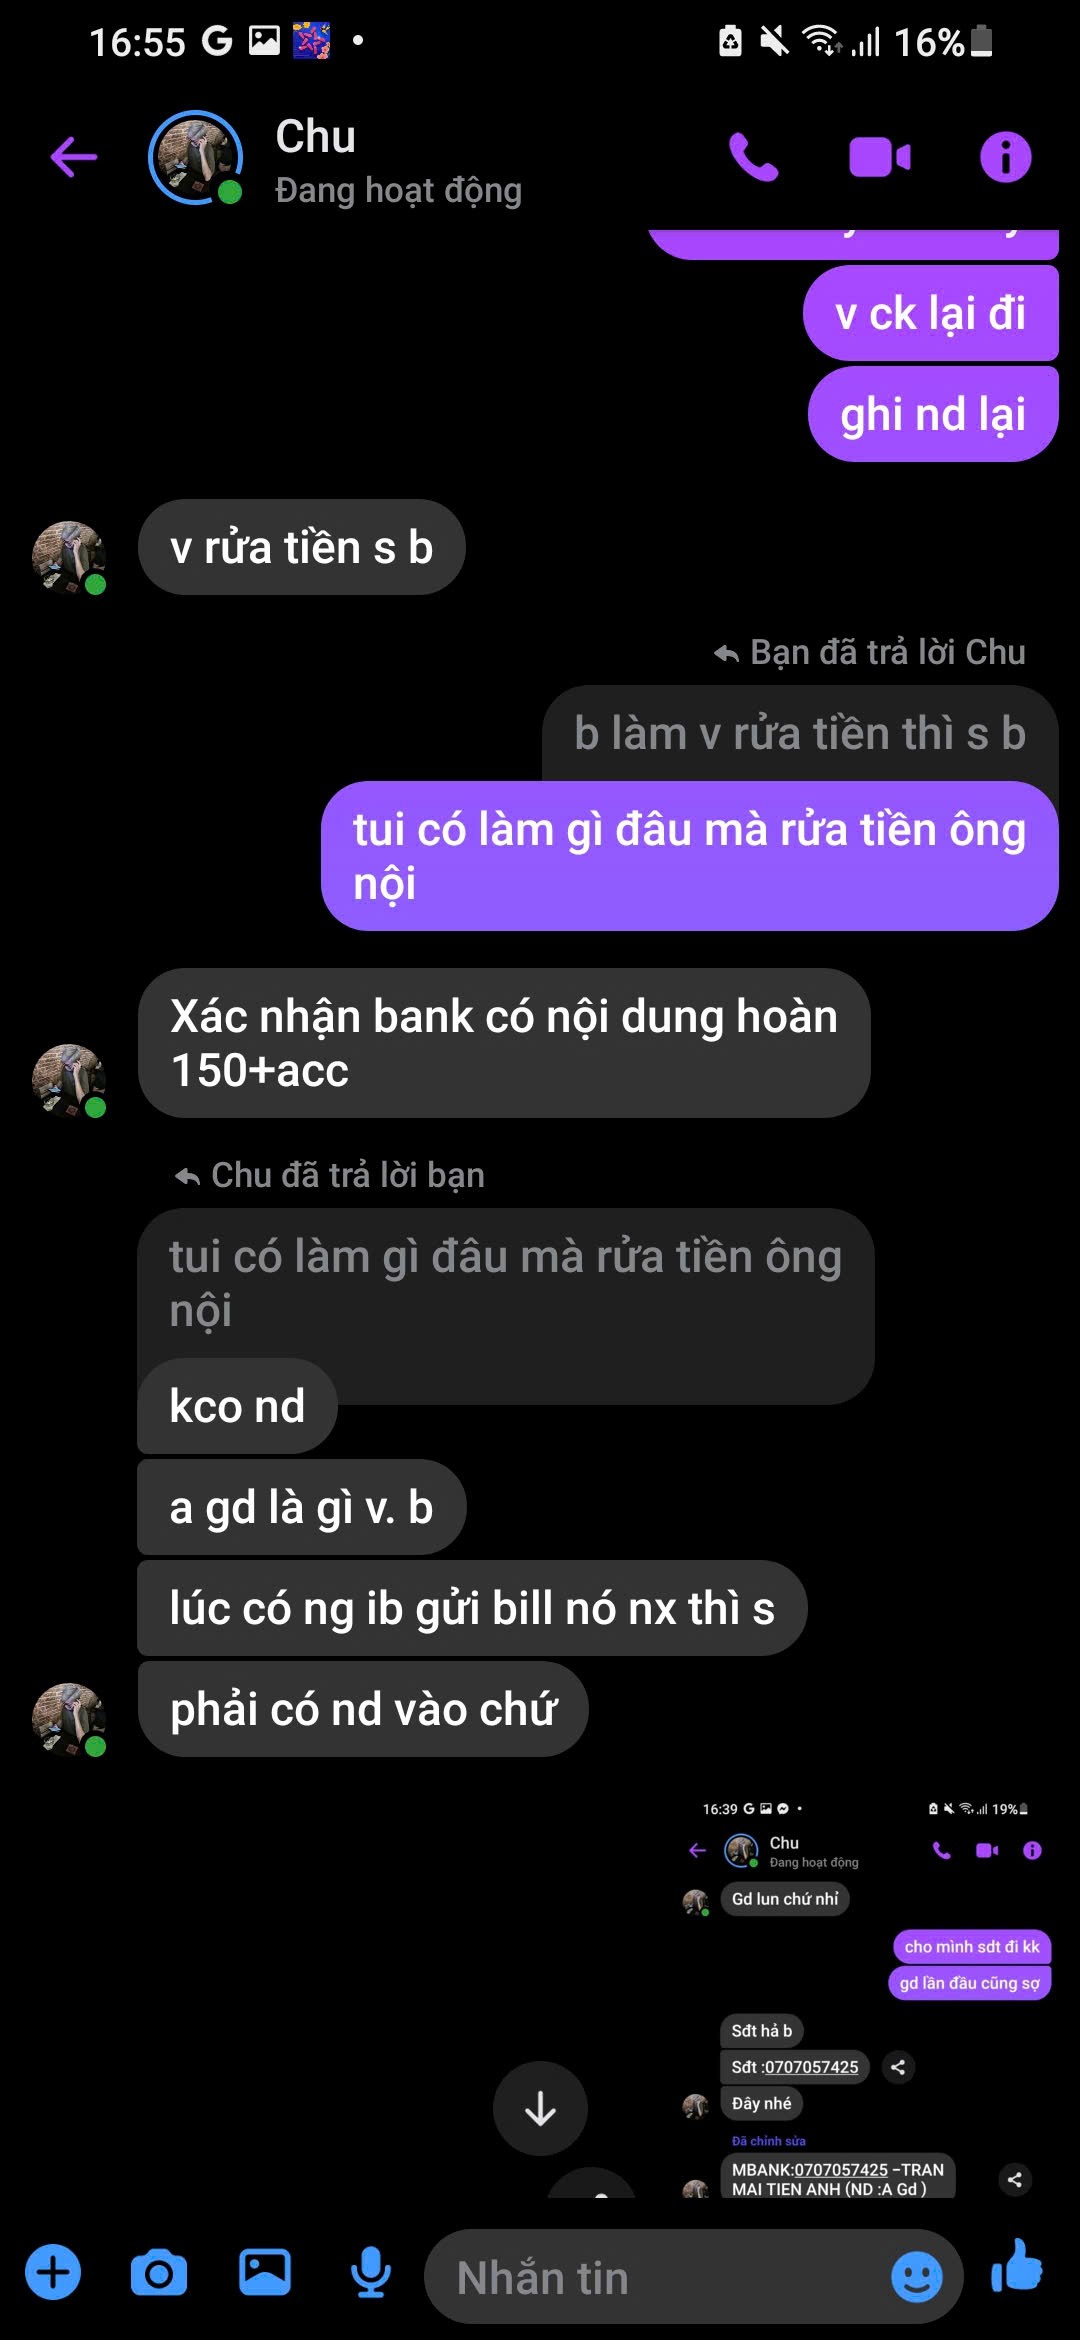 16:55
16%
Chu
Đang hoạt động
v ck lại đi
ghi nd lại
v rửa tiền s b
Bạn đã trả lời Chu
b làm v rửa tiền thì s b
tui có làm gì đâu mà rửa tiền ông
nội
Xác nhận bank có nội dung hoàn
150+acc
Chu đã trả lời bạn
tui có làm gì đâu mà rửa tiền ông
nội
kco nd
a gd là gì v. b
lúc có ng ib gửi bill nó nx thì s
phải có nd vào chứ
16:39
19%
Chu
Đang hoạt động
Gd lun chứ nhỉ
cho mình sdt đi kk
gd lần đầu cũng sợ
Sđt hả b
Sđt :0707057425
Đây nhé
Đã chỉnh sửa
MBANK:0707057425 –TRAN
MAI TIEN ANH (ND :A Gd )
Nhắn tin